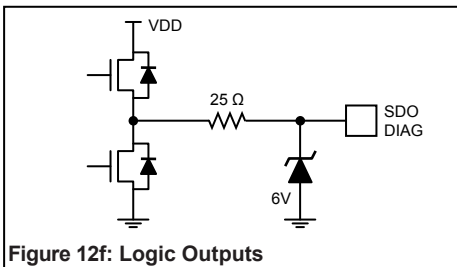 VDD
25 Ω
SDO
DIAG
6V
Figure 12f: Logic Outputs